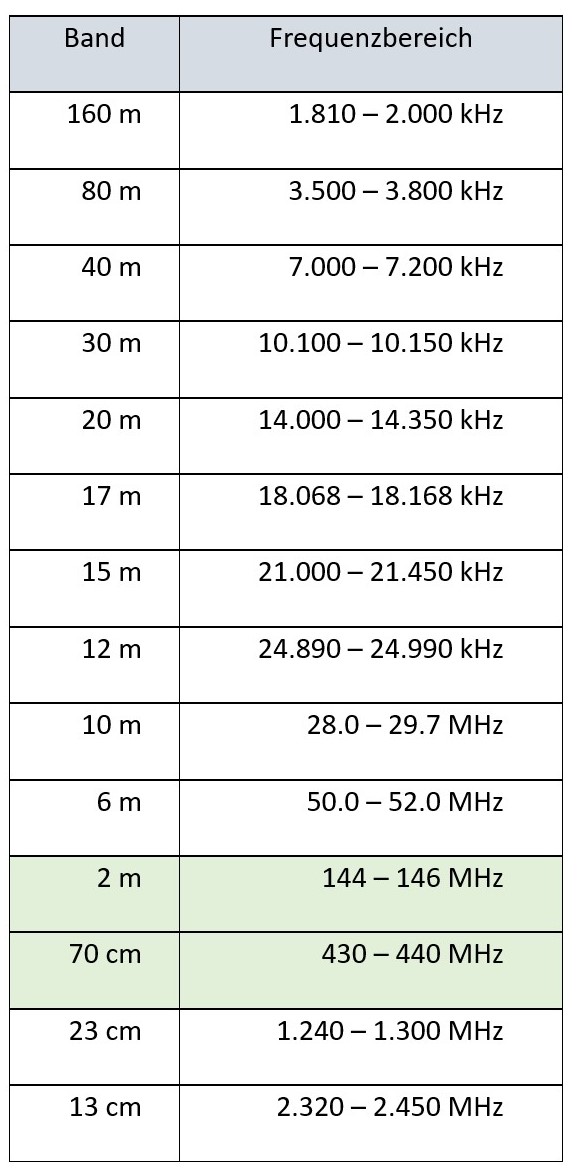 Band Frequenzbereich
160 m 1.810 – 2.000 kHz
80 m 3.500 – 3.800 kHz
40 m 7.000 – 7.200 kHz
30 m 10.100 – 10.150 kHz
20 m 14.000 – 14.350 kHz
17 m 18.068 – 18.168 kHz
15 m 21.000 – 21.450 kHz
12 m 24.890 – 24.990 kHz
10 m 28.0 – 29.7 MHz
6 m 50.0 – 52.0 MHz
2 m 144 – 146 MHz
70 cm 430 – 440 MHz
23 cm 1.240 – 1.300 MHz
13 cm 2.320 – 2.450 MHz